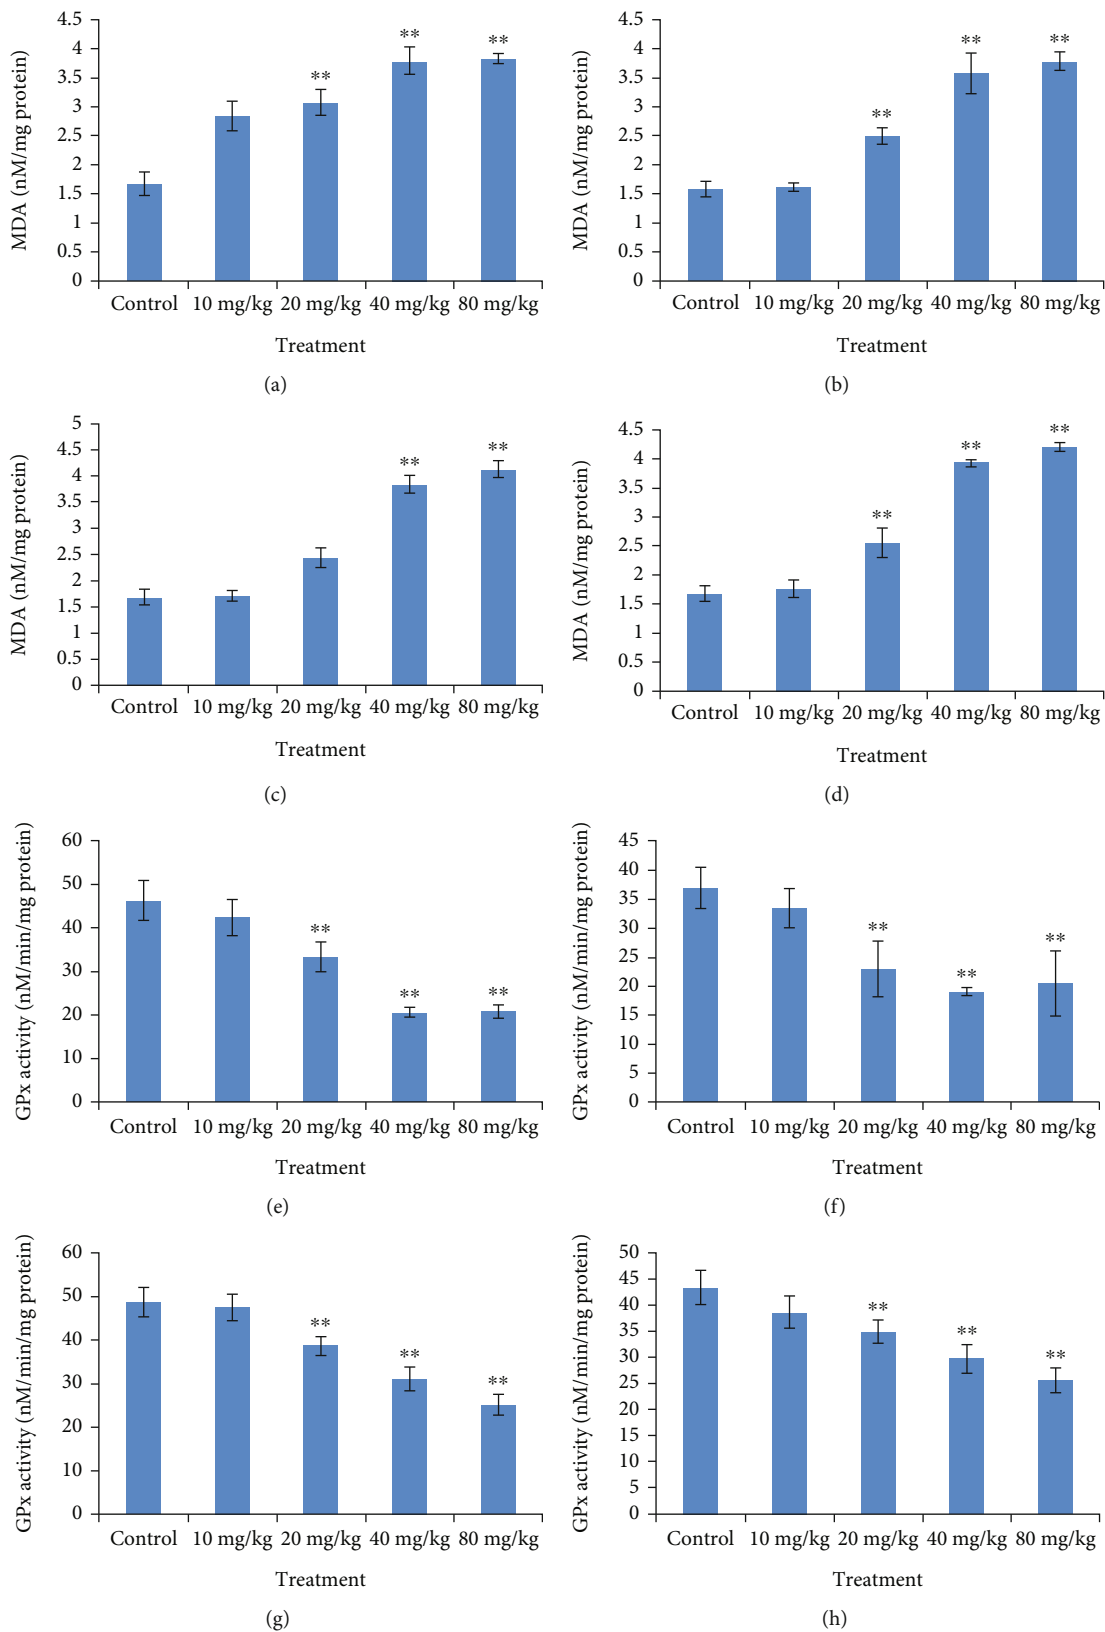 MDA (nM/mg protein)
4.5
4
3.5
3
2.5
2
1.5
1
0.5
0
** ** **
Control 10 mg/kg 20 mg/kg 40 mg/kg 80 mg/kg
Treatment
(a)
MDA (nM/mg protein)
4.5
4
3.5
3
2.5
2
1.5
1
0.5
0
** ** **
Control 10 mg/kg 20 mg/kg 40 mg/kg 80 mg/kg
Treatment
(b)
MDA (nM/mg protein)
5
4.5
4
3.5
3
2.5
2
1.5
1
0.5
0
** **
Control 10 mg/kg 20 mg/kg 40 mg/kg 80 mg/kg
Treatment
(c)
MDA (nM/mg protein)
4.5
4
3.5
3
2.5
2
1.5
1
0.5
0
** ** **
Control 10 mg/kg 20 mg/kg 40 mg/kg 80 mg/kg
Treatment
(d)
GPx activity (nM/min/mg protein)
60
50
40
30
20
10
0
** ** **
Control 10 mg/kg 20 mg/kg 40 mg/kg 80 mg/kg
Treatment
(e)
GPx activity (nM/min/mg protein)
45
40
35
30
25
20
15
10
5
0
** ** **
Control 10 mg/kg 20 mg/kg 40 mg/kg 80 mg/kg
Treatment
(f)
GPx activity (nM/min/mg protein)
60
50
40
30
20
10
0
** ** **
Control 10 mg/kg 20 mg/kg 40 mg/kg 80 mg/kg
Treatment
(g)
GPx activity (nM/min/mg protein)
50
45
40
35
30
25
20
15
10
5
0
** ** **
Control 10 mg/kg 20 mg/kg 40 mg/kg 80 mg/kg
Treatment
(h)